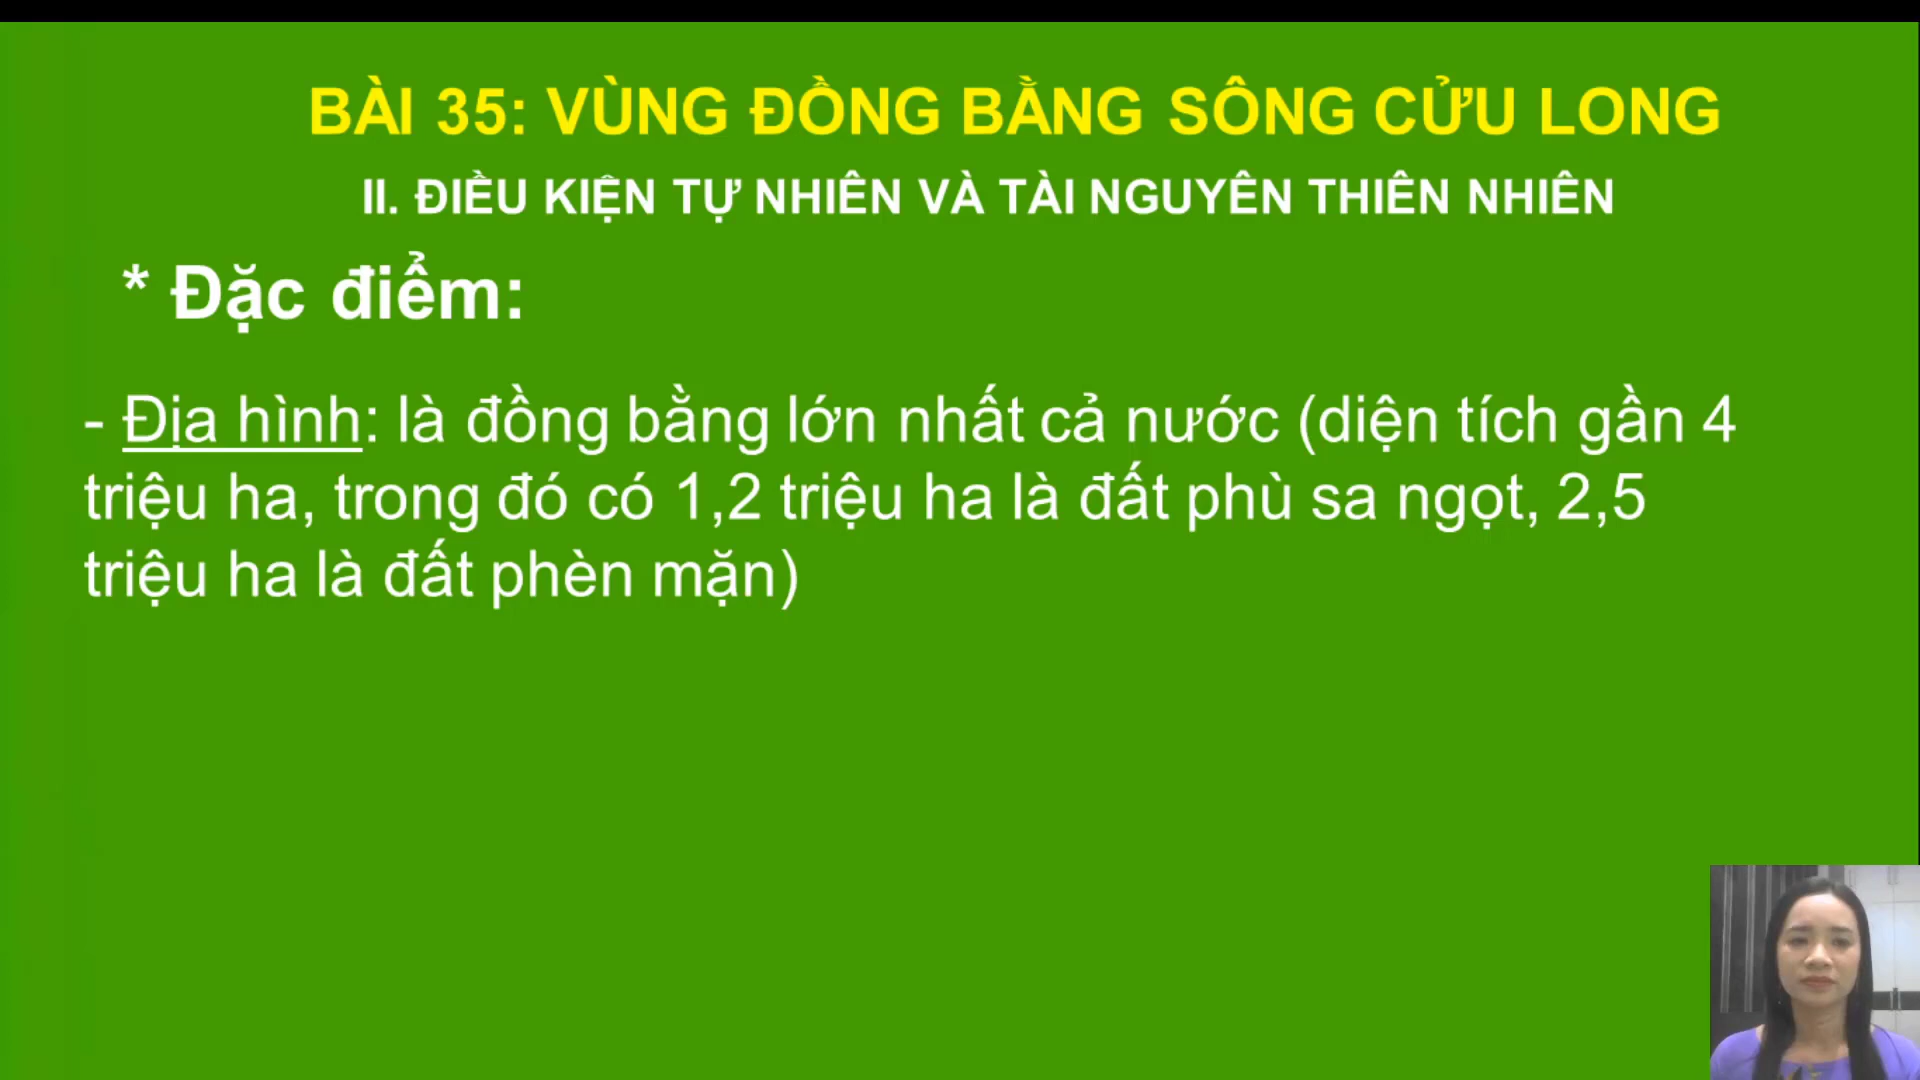 BÀI 35: VÙNG ĐỒNG BẰNG SÔNG CỬU LONG
II. ĐIỀU KIỆN TỰ NHIÊN VÀ TÀI NGUYÊN THIÊN NHIÊN
* Đặc điểm:
- Địa hình: là đồng bằng lớn nhất cả nước (diện tích gần 4
triệu ha, trong đó có 1,2 triệu ha là đất phù sa ngọt, 2,5
triệu ha là đất phèn mặn)